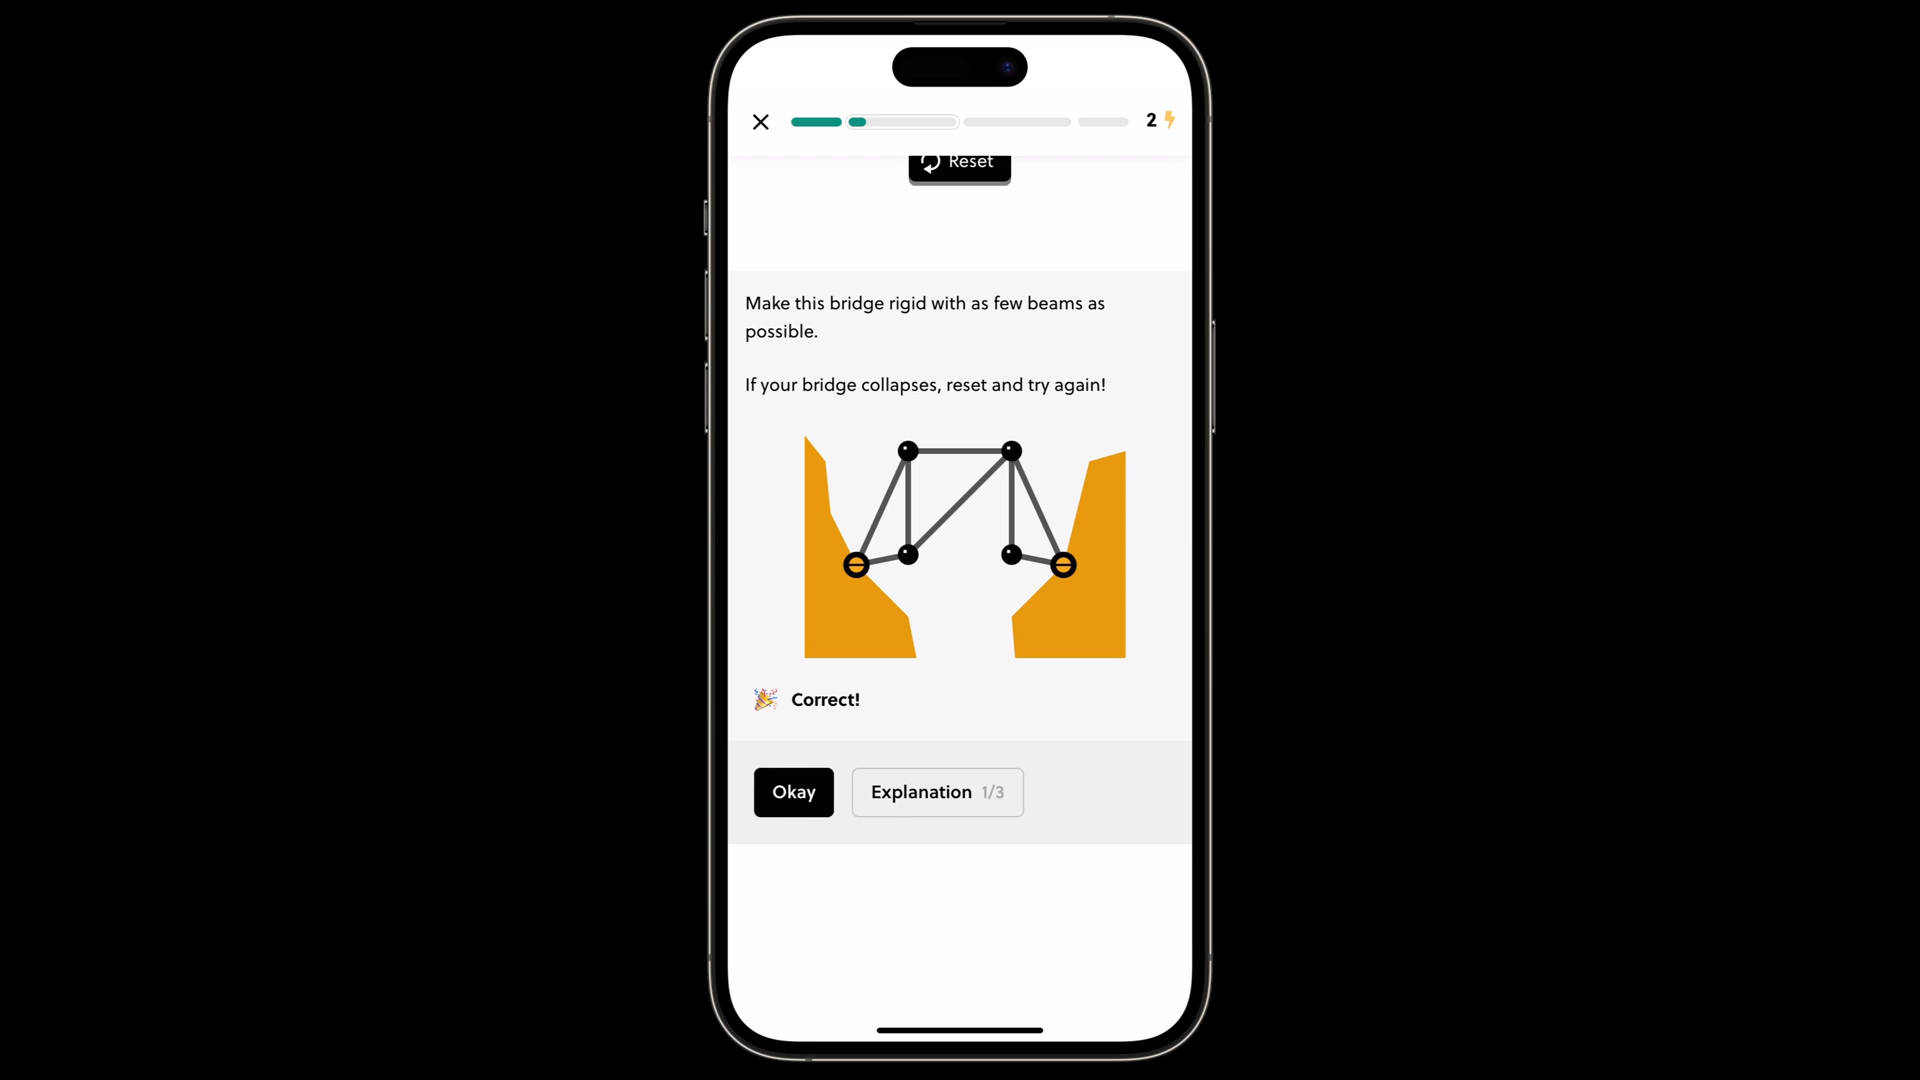 2
Reset
Make this bridge rigid with as few beams as
possible.
If your bridge collapses, reset and try again!
Correct!
Okay
Explanation 1/3